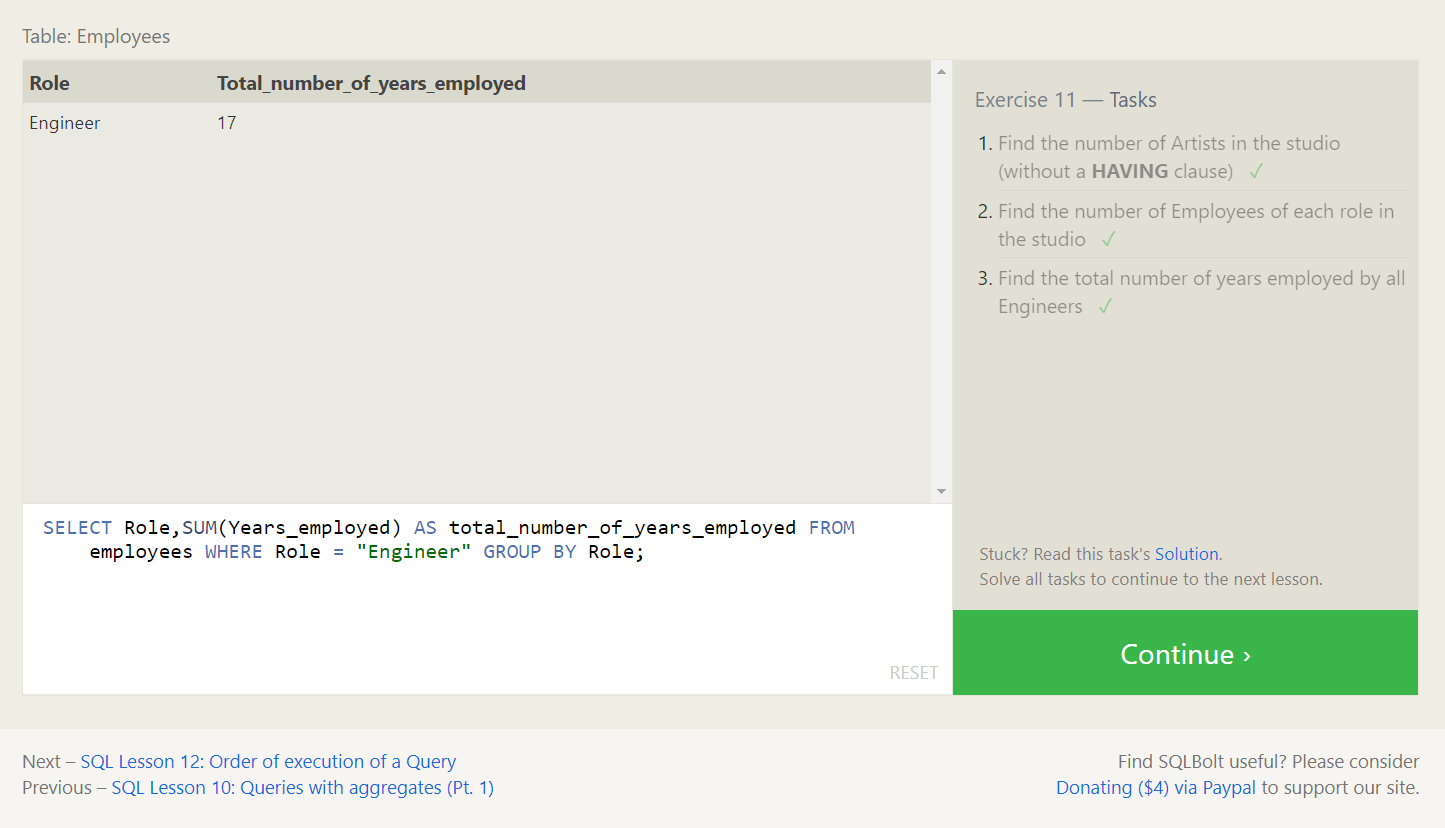 Table: Employees
Role Total_number_of_years_employed
Engineer 17
Exercise 11 — Tasks
1. Find the number of Artists in the studio
(without a HAVING clause) ✓
2. Find the number of Employees of each role in
the studio ✓
3. Find the total number of years employed by all
Engineers ✓
SELECT Role,SUM(Years_employed) AS total_number_of_years_employed FROM
employees WHERE Role = "Engineer" GROUP BY Role;
RESET
Stuck? Read this task's Solution.
Solve all tasks to continue to the next lesson.
Continue ›
Next – SQL Lesson 12: Order of execution of a Query
Previous – SQL Lesson 10: Queries with aggregates (Pt. 1)
Find SQLBolt useful? Please consider
Donating ($4) via Paypal to support our site.